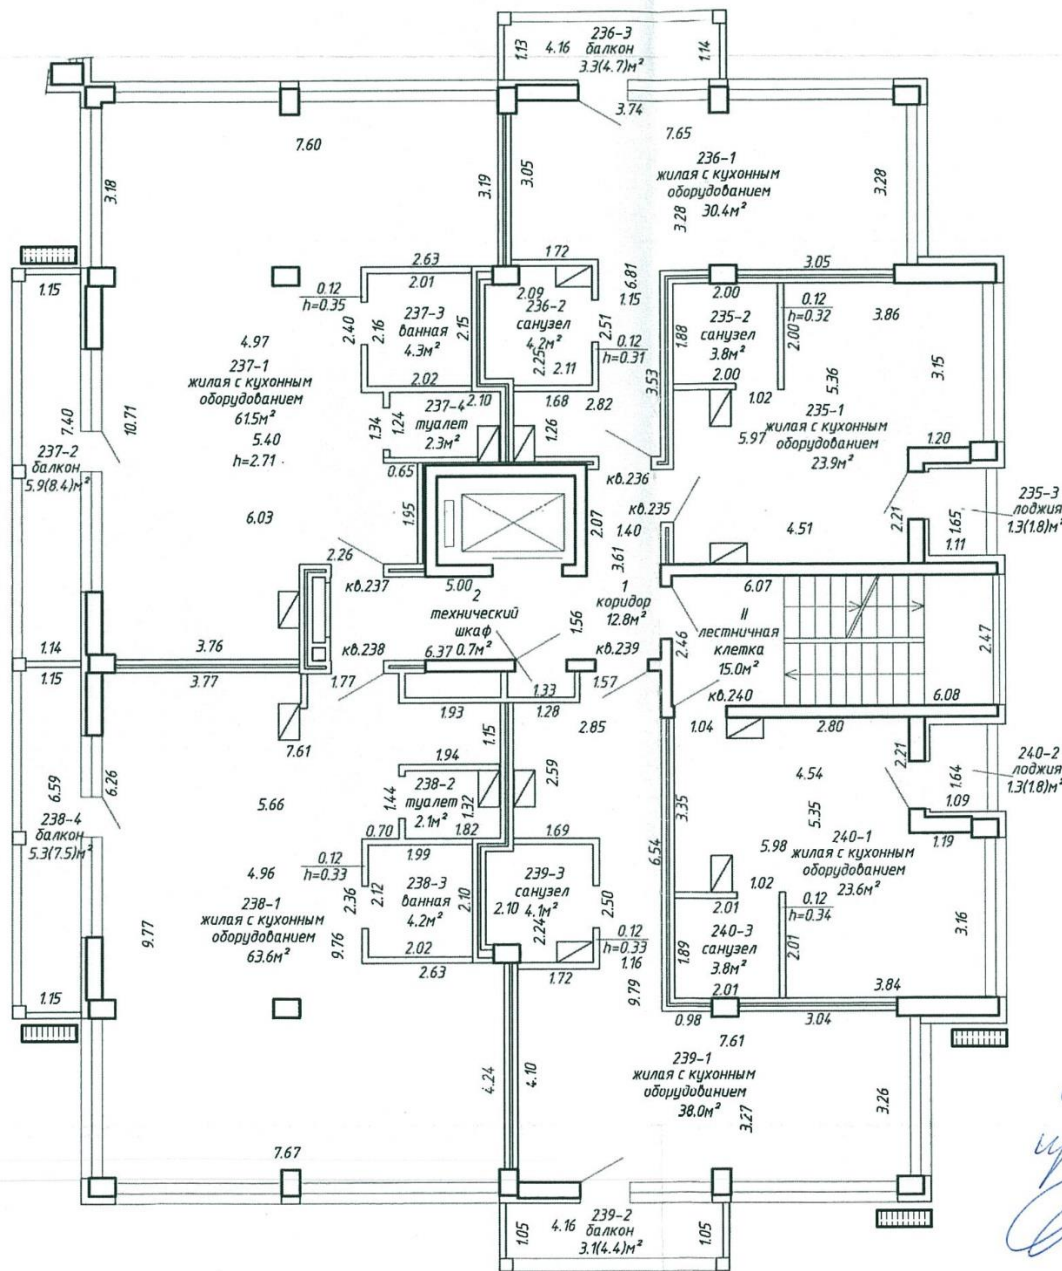 236-3
балкон
3.3(4.7)м²
1.13
4.16
1.14
3.74
7.60
7.65
236-1
жилая с кухонным
оборудованием
30.4м²
3.18
3.19
3.05
3.28
3.28
2.63
2.01
1.72
6.81
3.05
1.15
0.12
h=0.35
2.40
2.16
237-3
ванная
4.3м²
2.15
2.09
236-2
санузел
4.2м²
2.25
2.11
2.51
1.15
0.12
h=0.31
2.00
235-2
санузел
3.8м²
1.88
2.00
2.00
0.12
h=0.32
3.86
3.15
4.97
237-1
жилая с кухонным
оборудованием
61.5м²
5.40
h=2.71
2.02
2.10
1.68
2.82
3.53
1.02
5.36
235-1
жилая с кухонным
оборудованием
23.9м²
5.97
1.20
7.40
10.71
237-2
балкон
5.9(8.4)м²
1.34
1.24
237-4
туалет
2.3м²
1.26
0.65
кв.236
кв.235
1.95
2.07
1.40
6.03
4.51
2.21
1.65
1.11
235-3
лоджия
1.3(1.8)м²
2.26
кв.237
5.00
3.61
6.07
2
технический
шкаф
0.7м²
1.56
1
коридор
12.8м²
II
лестничная
клетка
15.0м²
2.46
2.47
1.14
3.76
кв.238
6.37
кв.239
1.15
3.77
1.77
1.33
1.57
кв.240
6.08
1.93
1.28
2.85
1.04
2.80
7.61
1.15
1.94
2.59
2.21
4.54
1.64
1.09
240-2
лоджия
1.3(1.8)м²
6.59
6.26
5.66
1.44
238-2
туалет
2.1м²
1.32
3.35
5.35
238-4
балкон
5.3(7.5)м²
0.70
1.82
1.69
6.54
1.19
0.12
h=0.33
1.99
5.98
240-1
жилая с кухонным
оборудованием
23.6м²
4.96
238-1
жилая с кухонным
оборудованием
63.6м²
2.36
2.12
238-3
ванная
4.2м²
2.10
239-3
санузел
4.1м²
2.10
2.24
2.50
1.02
2.01
0.12
h=0.34
9.77
9.76
2.02
2.63
1.72
0.12
h=0.33
1.16
1.89
240-3
санузел
3.8м²
2.01
2.01
3.16
3.84
1.15
9.79
0.98
3.04
7.61
239-1
жилая с кухонным
оборудованием
38.0м²
4.24
4.10
3.27
3.26
7.67
1.05
4.16
239-2
балкон
3.1(4.4)м²
1.05